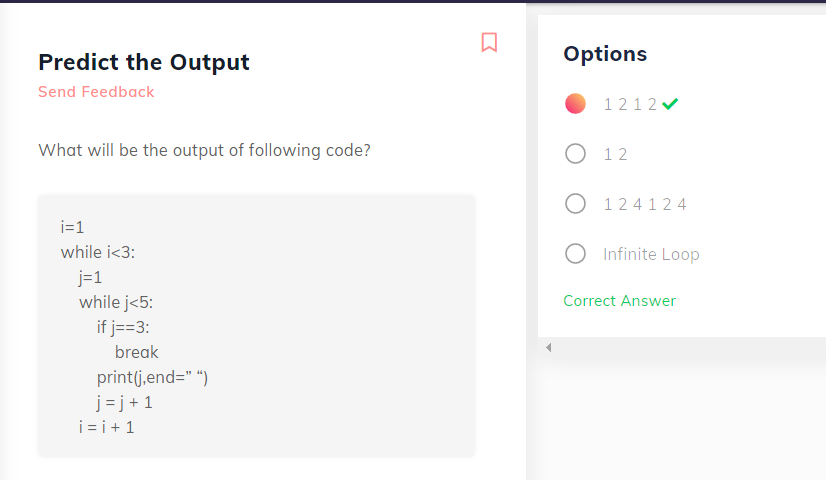 Predict the Output
Send Feedback
What will be the output of following code?
i=1
while i<3:
    j=1
    while j<5:
        if j==3:
            break
        print(j,end=” “)
        j = j + 1
    i = i + 1
Options
1 2 1 2
1 2
1 2 4 1 2 4
Infinite Loop
Correct Answer